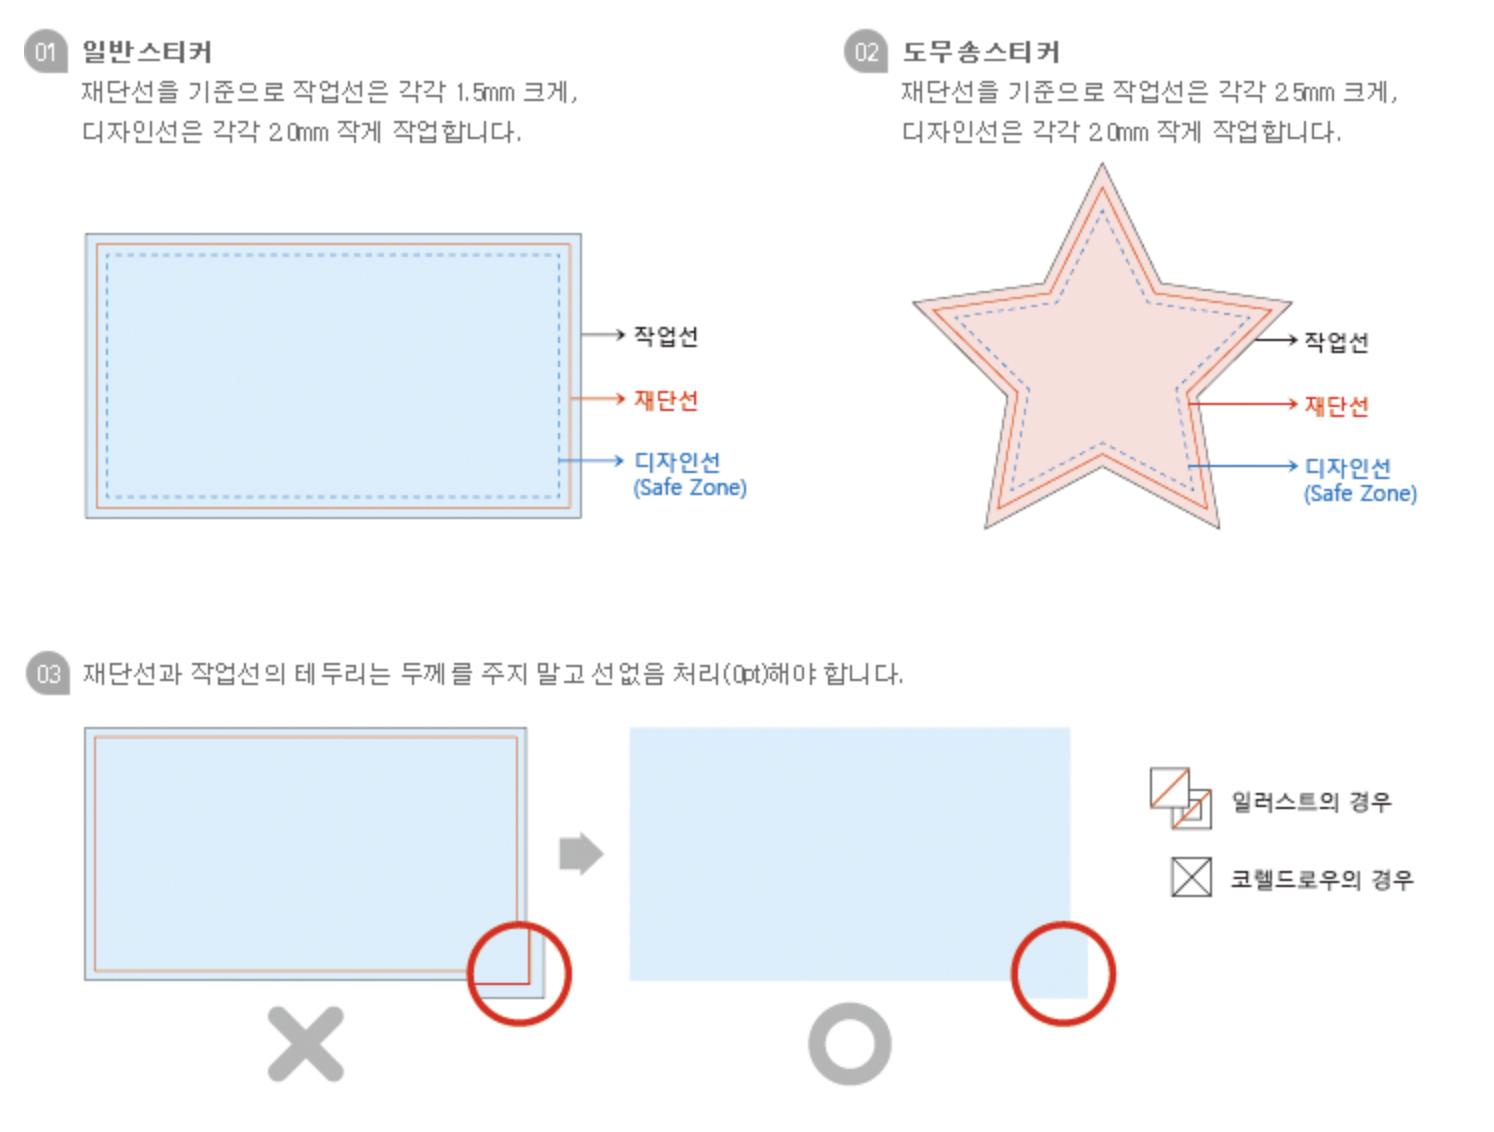 01 일반스티커
재단선을 기준으로 작업선은 각각 1.5mm 크게,
디자인선은 각각 2.0mm 작게 작업합니다.
작업선
재단선
디자인선
(Safe Zone)
02 도무송스티커
재단선을 기준으로 작업선은 각각 2.5mm 크게,
디자인선은 각각 2.0mm 작게 작업합니다.
작업선
재단선
디자인선
(Safe Zone)
03 재단선과 작업선의 테두리는 두께를 주지 말고 선없음 처리(0pt)해야 합니다.
일러스트의 경우
코렐드로우의 경우